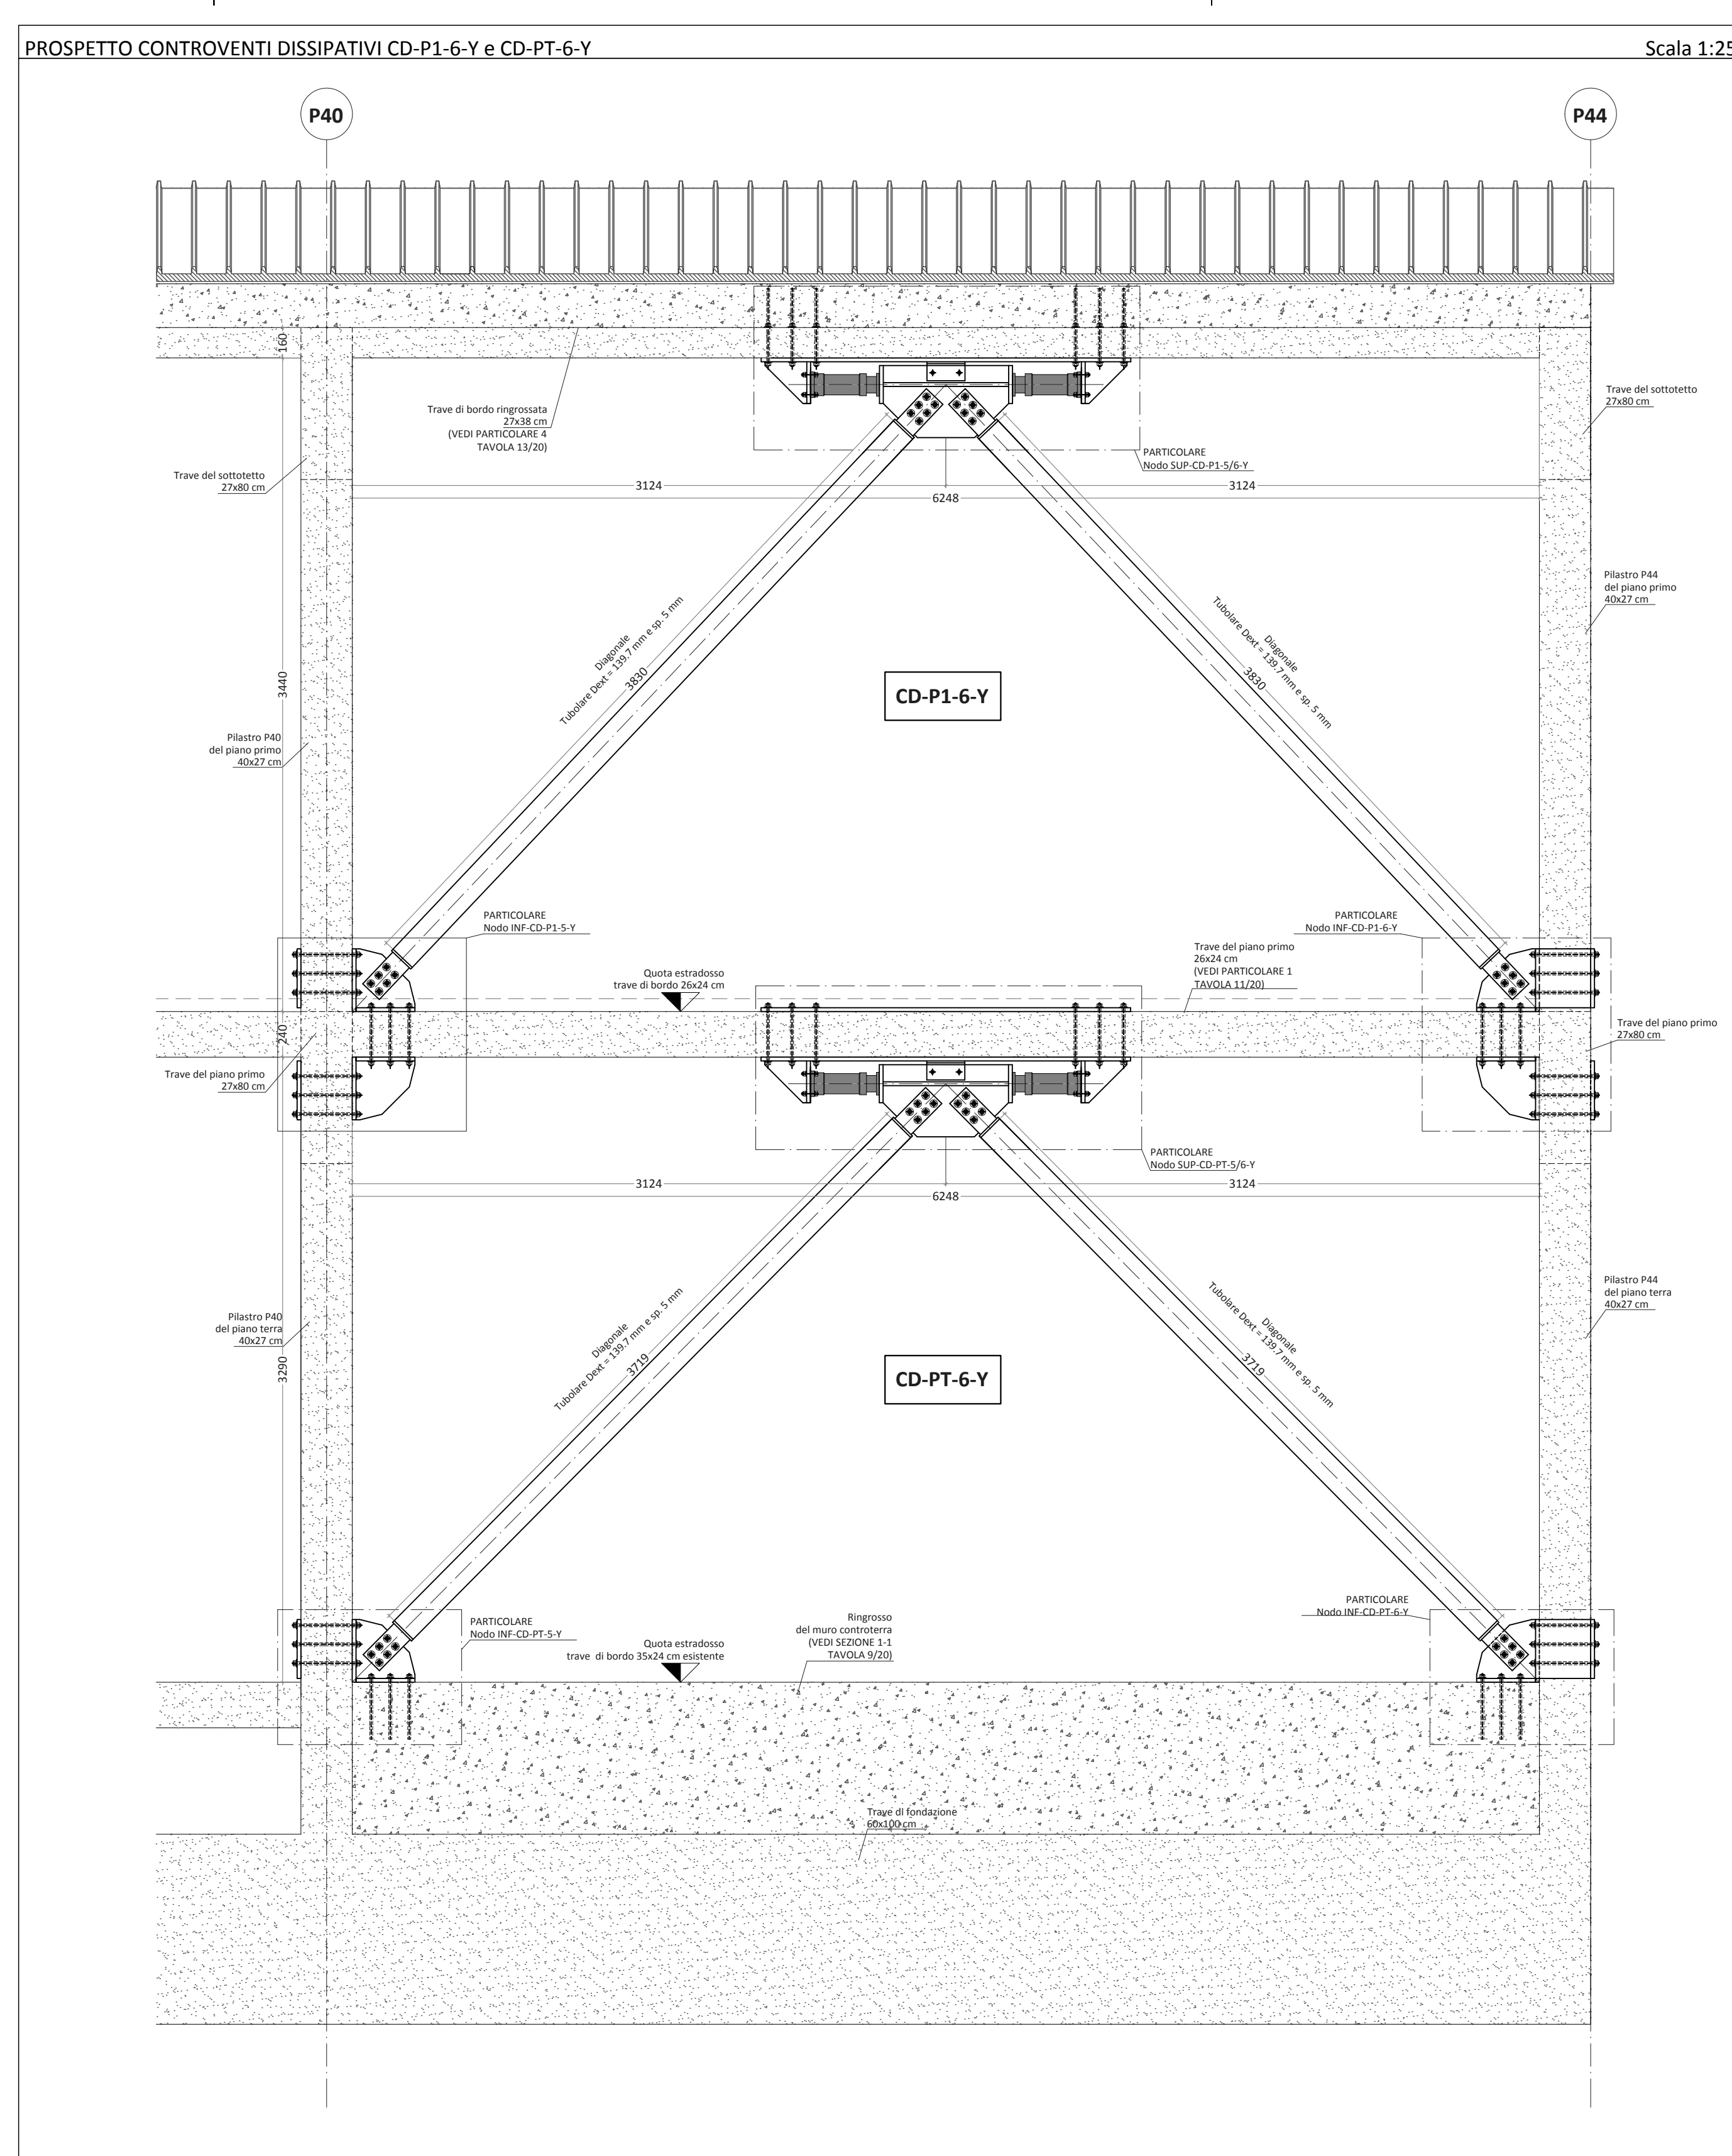 PROSPETTO CONTROVENTI DISSIPATIVI CD-P1-6-Y e CD-PT-6-Y
Scala 1:25
P40
P44
160
Trave di bordo ringrossata
27x38 cm
(VEDI PARTICOLARE 4
TAVOLA 13/20)
Trave del sottotetto
27x80 cm
Trave del sottotetto
27x80 cm
PARTICOLARE
Nodo SUP-CD-P1-5/6-Y
3124
6248
3124
Pilastro P44
del piano primo
40x27 cm
Diagonale
Tubolare Dext = 139.7 mm e sp. 5 mm
3830
Diagonale
Tubolare Dext = 139.7 mm e sp. 5 mm
3830
3440
CD-P1-6-Y
Pilastro P40
del piano primo
40x27 cm
PARTICOLARE
Nodo INF-CD-P1-5-Y
PARTICOLARE
Nodo INF-CD-P1-6-Y
Trave del piano primo
26x24 cm
(VEDI PARTICOLARE 1
TAVOLA 11/20)
Quota estradosso
trave di bordo 26x24 cm
240
Trave del piano primo
27x80 cm
Trave del piano primo
27x80 cm
PARTICOLARE
Nodo SUP-CD-PT-5/6-Y
3124
6248
3124
Pilastro P44
del piano terra
40x27 cm
Pilastro P40
del piano terra
40x27 cm
3290
Diagonale
Tubolare Dext = 139.7 mm e sp. 5 mm
3719
Diagonale
Tubolare Dext = 139.7 mm e sp. 5 mm
3719
CD-PT-6-Y
PARTICOLARE
Nodo INF-CD-PT-5-Y
PARTICOLARE
Nodo INF-CD-PT-6-Y
Ringrosso
del muro controterra
(VEDI SEZIONE 1-1
TAVOLA 9/20)
Quota estradosso
trave di bordo 35x24 cm esistente
Trave di fondazione
60x100 cm